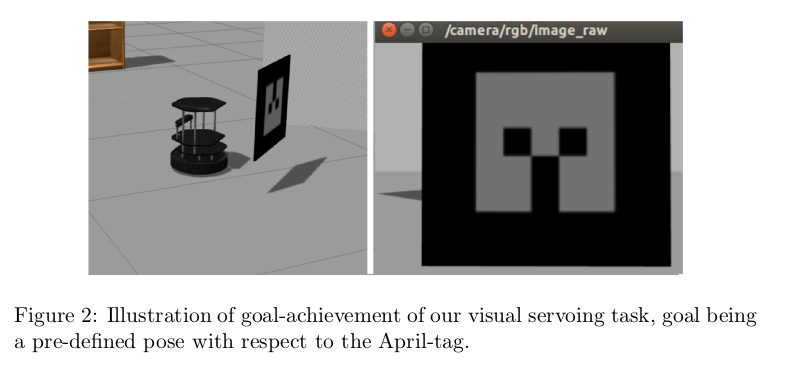 /camera/rgb/image_raw
Figure 2: Illustration of goal-achievement of our visual servoing task, goal being
a pre-defined pose with respect to the April-tag.